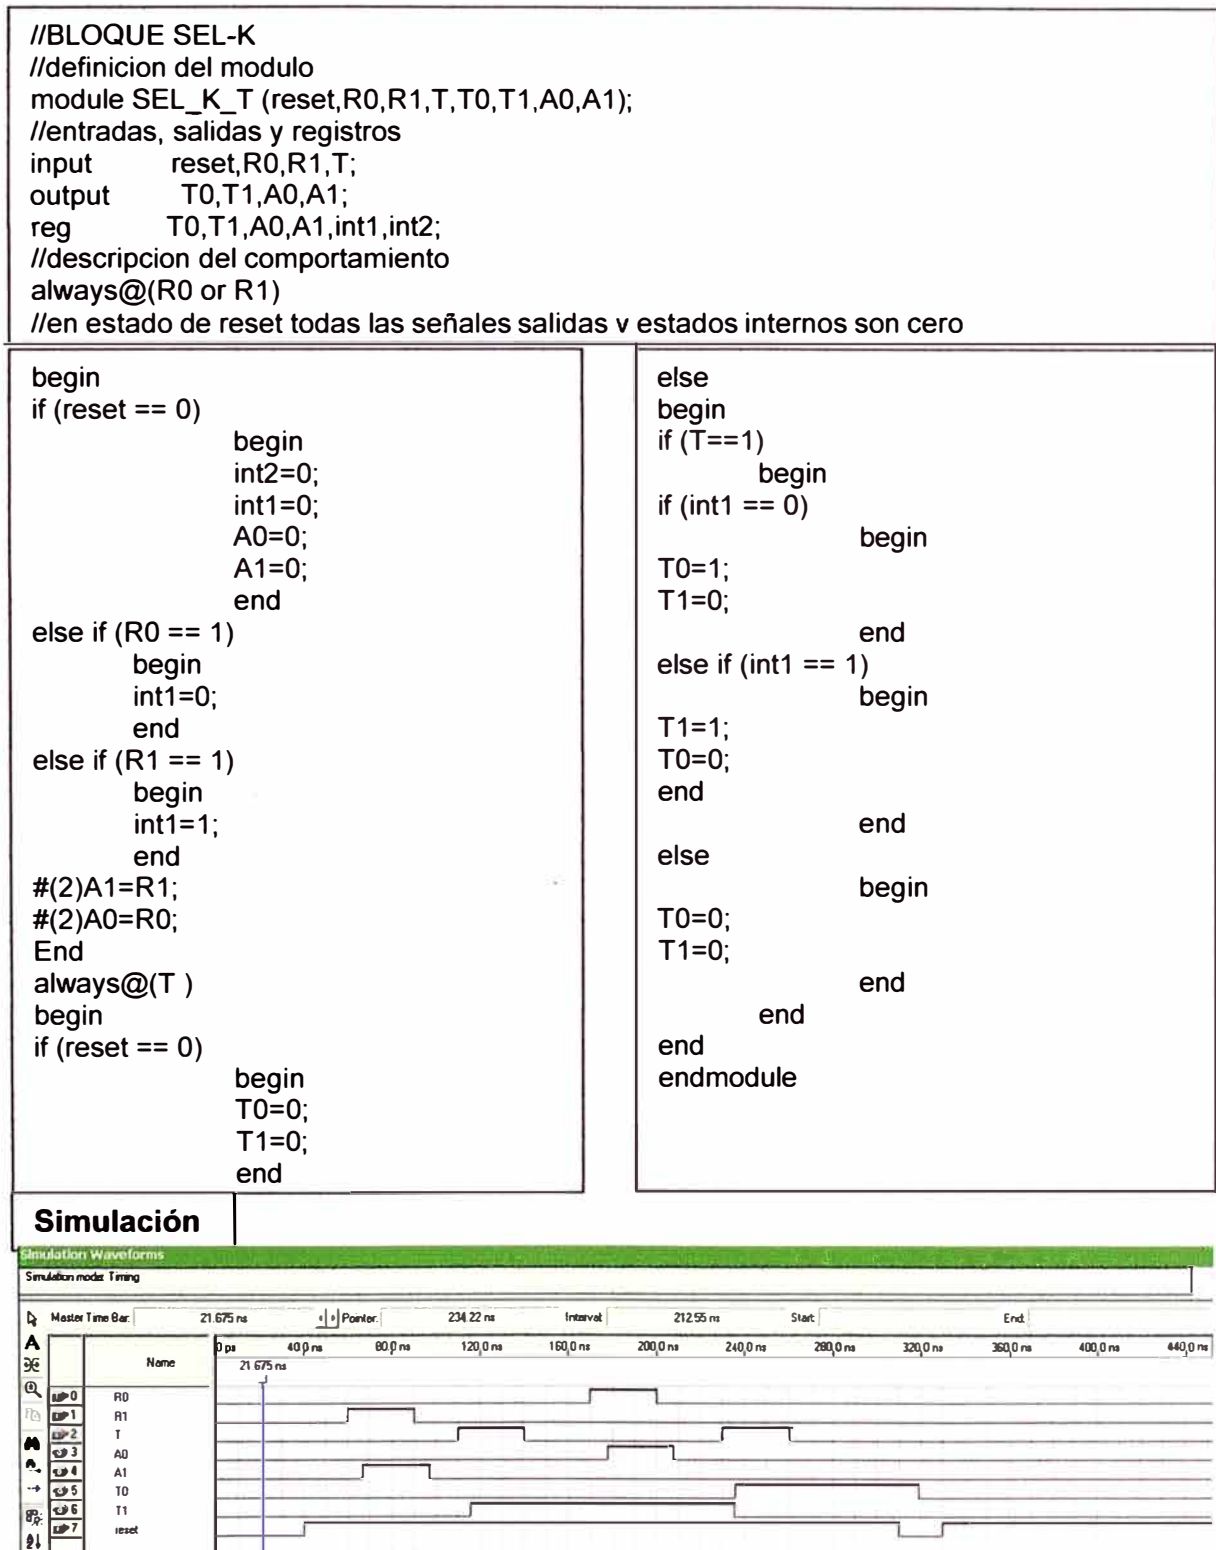 //BLOQUE SEL-K
//definicion del modulo
module SEL_K_T (reset,R0,R1,T,T0,T1,A0,A1);
//entradas, salidas y registros
input reset,R0,R1,T;
output T0,T1,A0,A1;
reg T0,T1,A0,A1,int1,int2;
//descripcion del comportamiento
always@(R0 or R1)
//en estado de reset todas las señales salidas v estados internos son cero
begin
if (reset == 0)
begin
int2=0;
int1=0;
A0=0;
A1=0;
end
else if (R0 == 1)
begin
int1=0;
end
else if (R1 == 1)
begin
int1=1;
end
#(2)A1=R1;
#(2)A0=R0;
End
always@(T )
begin
if (reset == 0)
begin
T0=0;
T1=0;
end
else
begin
if (T==1)
begin
if (int1 == 0)
begin
T0=1;
T1=0;
end
else if (int1 == 1)
begin
T1=1;
T0=0;
end
end
else
begin
T0=0;
T1=0;
end
end
end
endmodule
Simulación
Simulation Waveforms
Simulation mode: Timing
Master Time Bar: 21.675 ns Pointer: 234.22 ns Interval: 212.55 ns Start: End:
Name 0 ps 40,0 ns 80,0 ns 120,0 ns 160,0 ns 200,0 ns 240,0 ns 280,0 ns 320,0 ns 360,0 ns 400,0 ns 440,0 ns
21.675 ns
0 R0
1 R1
2 T
3 A0
4 A1
5 T0
6 T1
7 reset